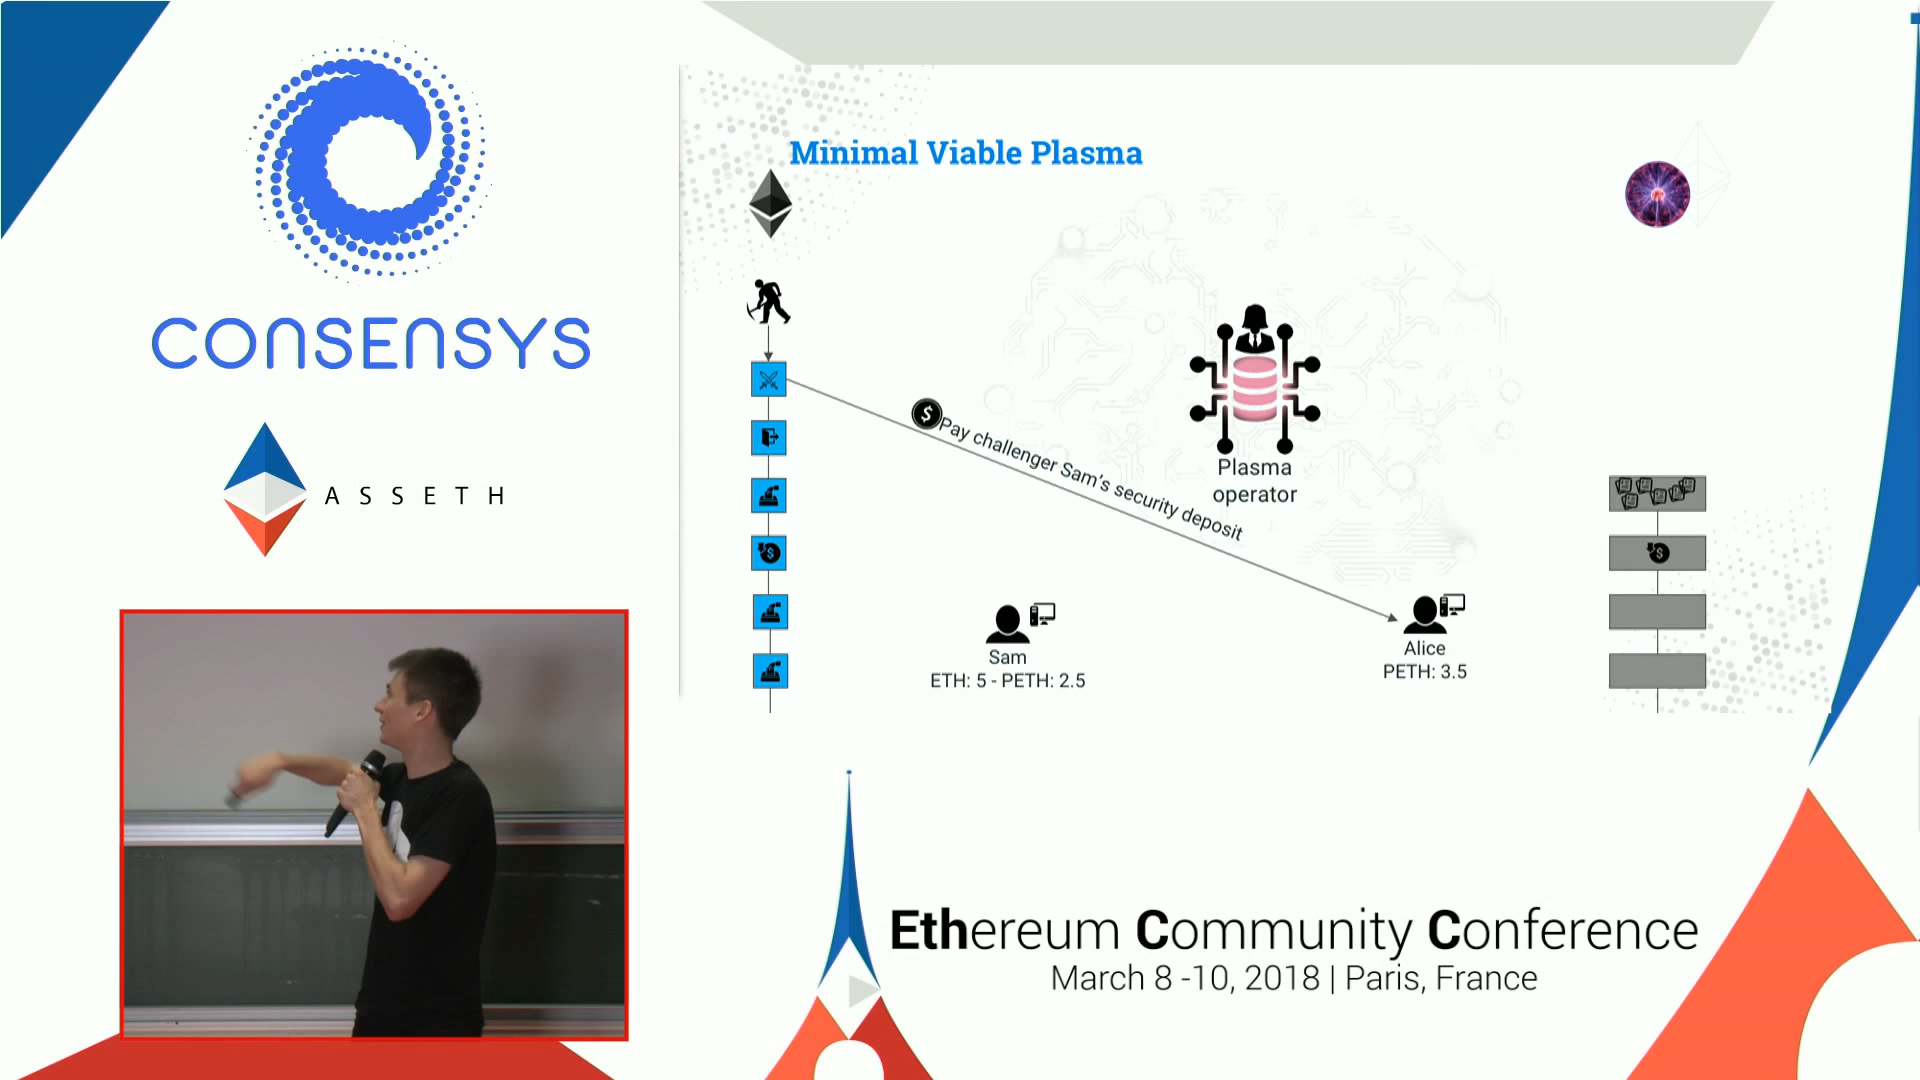 CONSENSYS
ASSETH
Minimal Viable Plasma
$
Pay challenger Sam's security deposit
Plasma
operator
$
$
Sam
ETH: 5 - PETH: 2.5
Alice
PETH: 3.5
Ethereum Community Conference
March 8 -10, 2018 | Paris, France